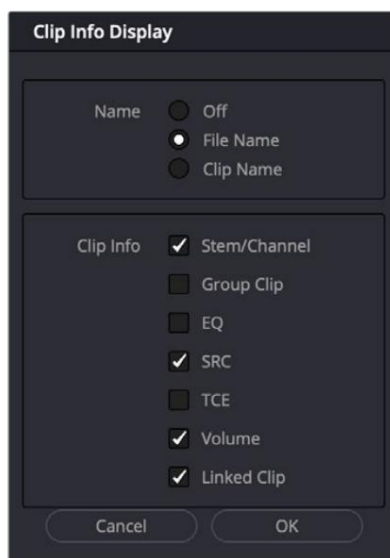 Clip Info Display
Name Off
File Name
Clip Name
Clip Info Stem/Channel
Group Clip
EQ
SRC
TCE
Volume
Linked Clip
Cancel OK